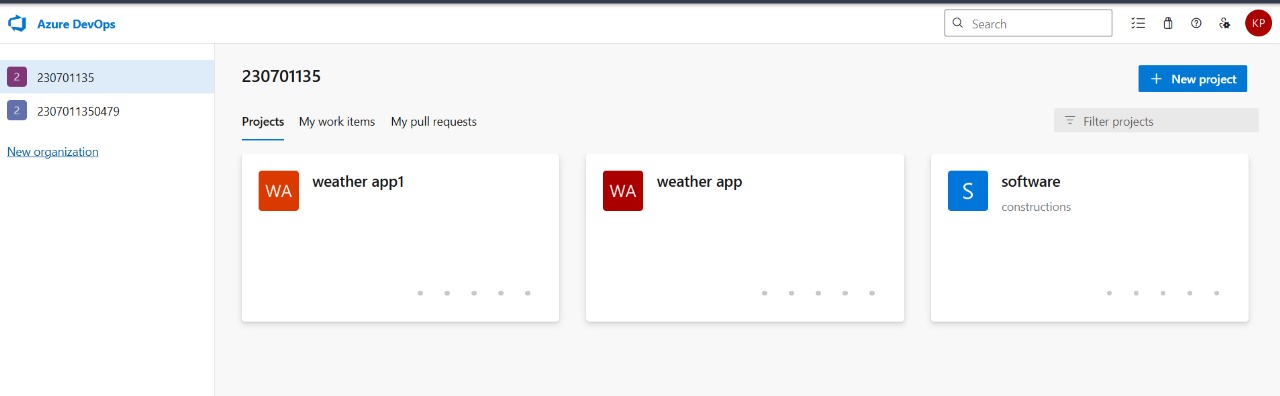 Azure DevOps
Search
KP
2 230701135
2 2307011350479
New organization
230701135
+ New project
Projects My work items My pull requests
Filter projects
WA weather app1
WA weather app
S software
constructions